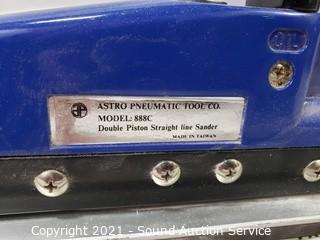 OIL
ASTRO PNEUMATIC TOOL CO.
MODEL: 888C
Double Piston Straight line Sander
MADE IN TAIWAN
Copyright 2021 - Sound Auction Service